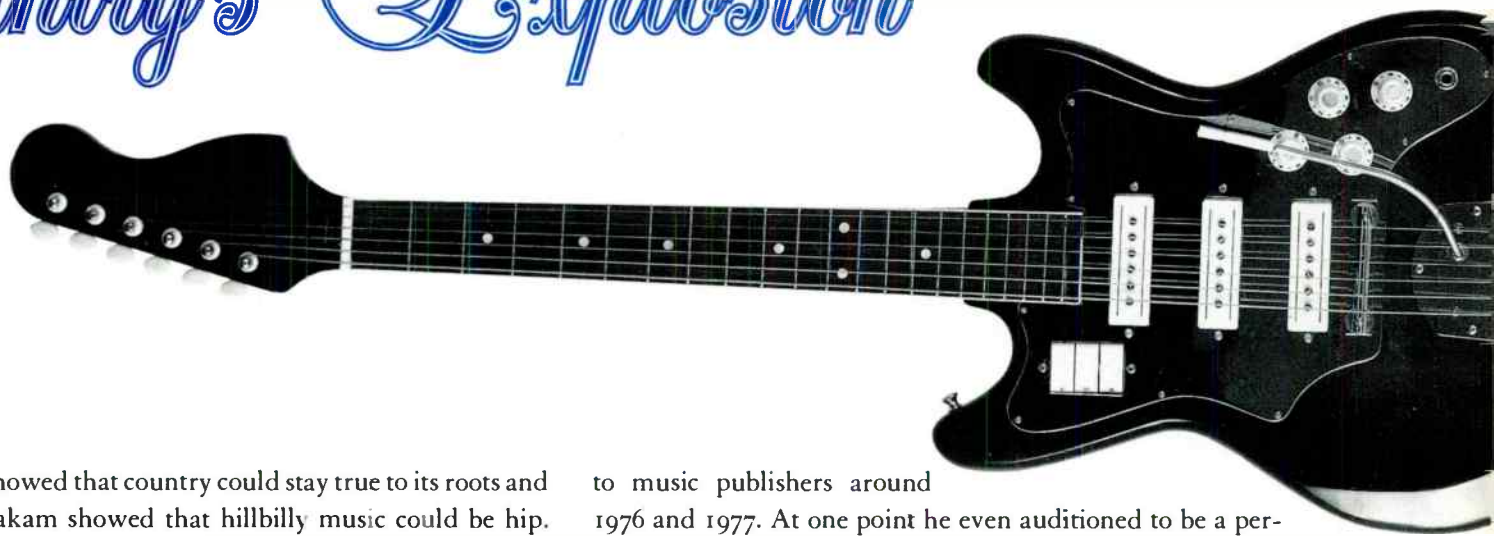 Explosion
howed that country could stay true to its roots and
akam showed that hillbilly music could be hip.
to music publishers around
1976 and 1977. At one point he even auditioned to be a per-